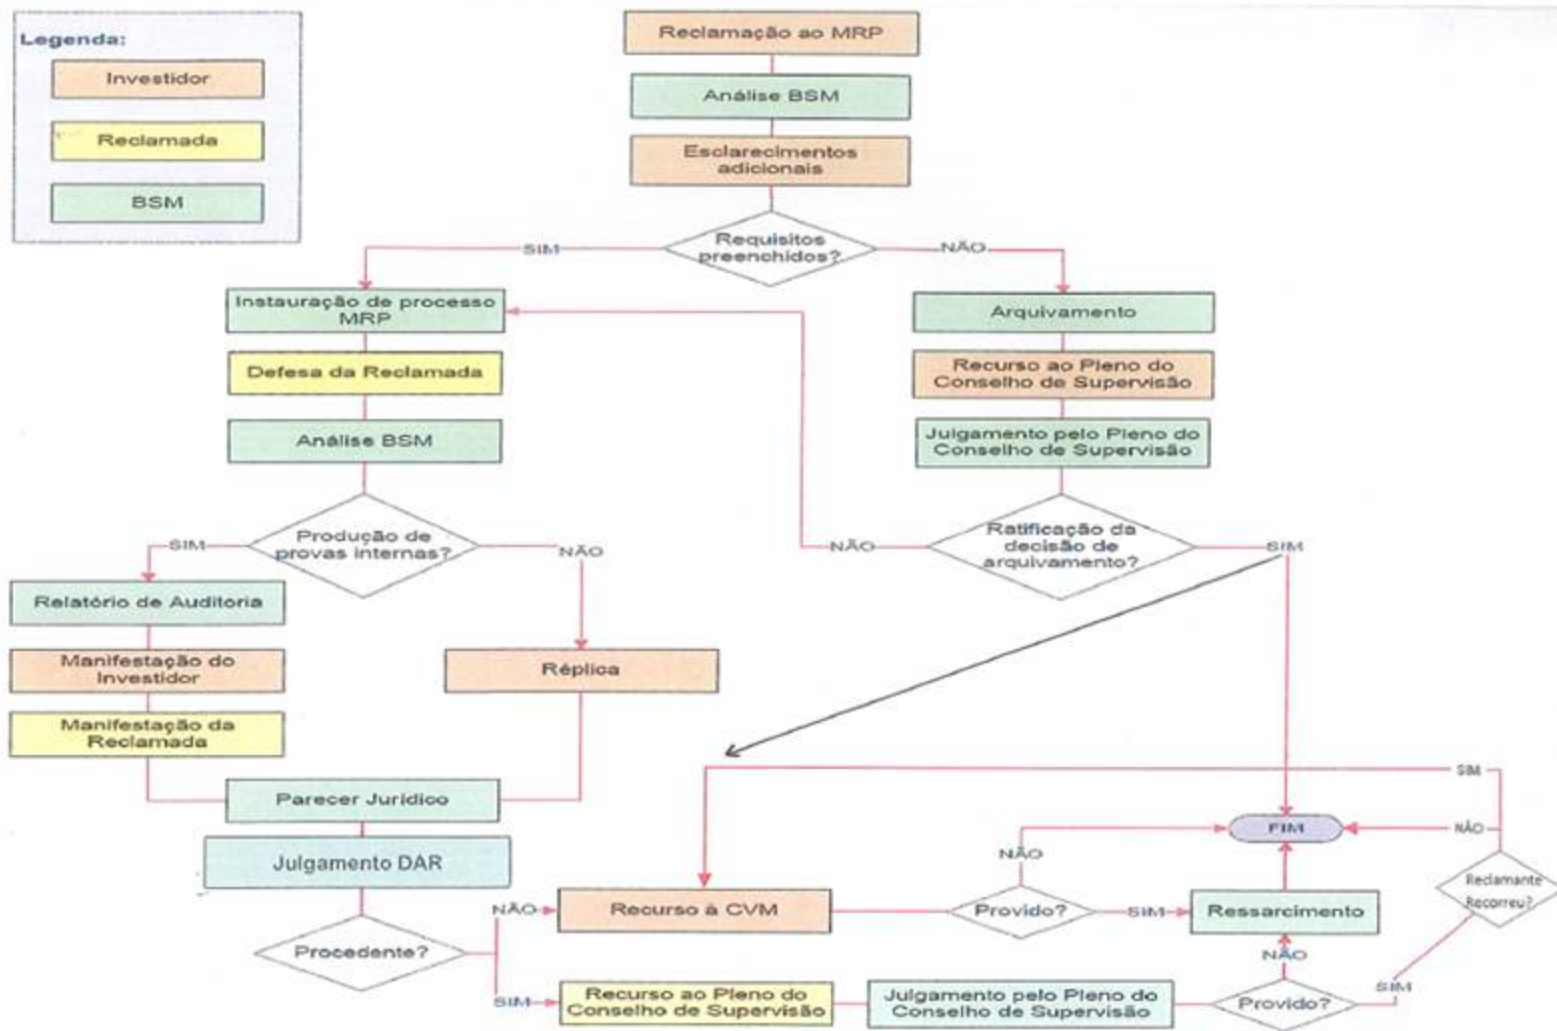 Legenda:
Investidor
Reclamada
BSM
Reclamação ao MRP
Análise BSM
Esclarecimentos
adicionais
Requisitos
preenchidos?
SIM
NÃO
Instauração de processo
MRP
Defesa da Reclamada
Análise BSM
Produção de
provas internas?
SIM
NÃO
Relatório de Auditoria
Manifestação do
Investidor
Manifestação da
Reclamada
Réplica
Parecer Jurídico
Julgamento DAR
Procedente?
NÃO
SIM
Arquivamento
Recurso ao Pleno do
Conselho de Supervisão
Julgamento pelo Pleno do
Conselho de Supervisão
Ratificação da
decisão de
arquivamento?
NÃO
SIM
Recurso à CVM
Provido?
NÃO
SIM
Ressarcimento
FIM
Recurso ao Pleno do
Conselho de Supervisão
Julgamento pelo Pleno do
Conselho de Supervisão
Provido?
NÃO
SIM
Reclamante
Recorreu?
SIM
NÃO